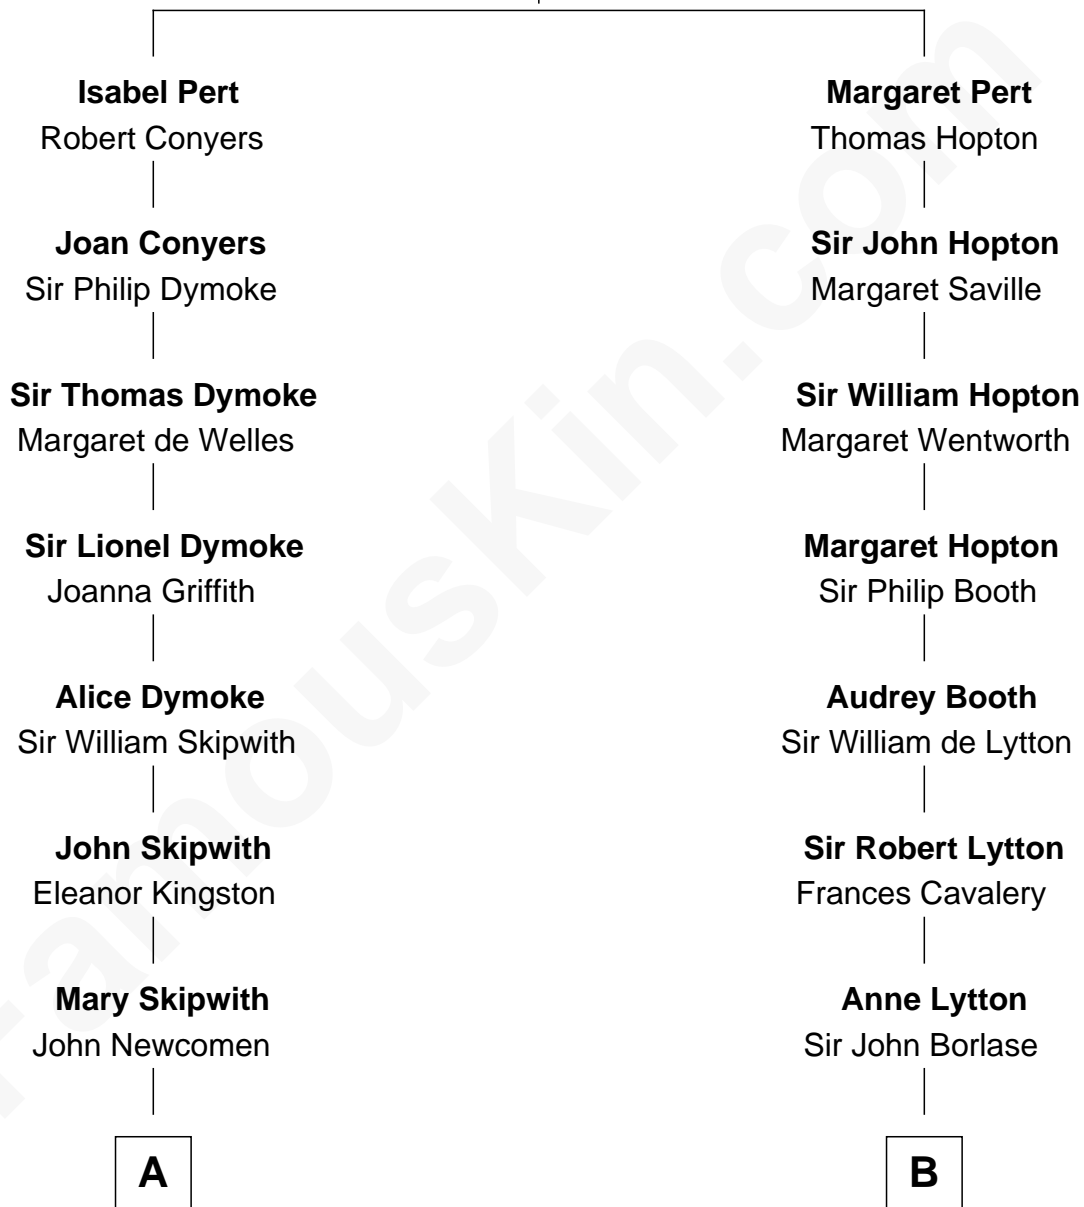 Isabel Pert
Robert Conyers
Joan Conyers
Sir Philip Dymoke
Sir Thomas Dymoke
Margaret de Welles
Sir Lionel Dymoke
Joanna Griffith
Alice Dymoke
Sir William Skipwith
John Skipwith
Eleanor Kingston
Mary Skipwith
John Newcomen
A
Margaret Pert
Thomas Hopton
Sir John Hopton
Margaret Saville
Sir William Hopton
Margaret Wentworth
Margaret Hopton
Sir Philip Booth
Audrey Booth
Sir William de Lytton
Sir Robert Lytton
Frances Cavalery
Anne Lytton
Sir John Borlase
B
FamousKin.com